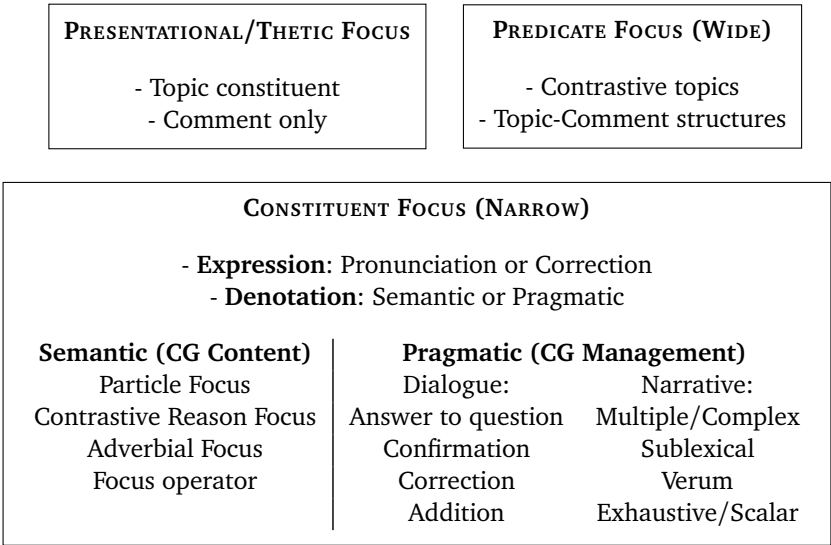 PRESENTATIONAL/THETIC FOCUS
- Topic constituent
- Comment only
PREDICATE FOCUS (WIDE)
- Contrastive topics
- Topic-Comment structures
CONSTITUENT FOCUS (NARROW)
- Expression: Pronunciation or Correction
- Denotation: Semantic or Pragmatic
Semantic (CG Content)
Particle Focus
Contrastive Reason Focus
Adverbial Focus
Focus operator
Pragmatic (CG Management)
Dialogue:
Answer to question
Confirmation
Correction
Addition
Narrative:
Multiple/Complex
Sublexical
Verum
Exhaustive/Scalar